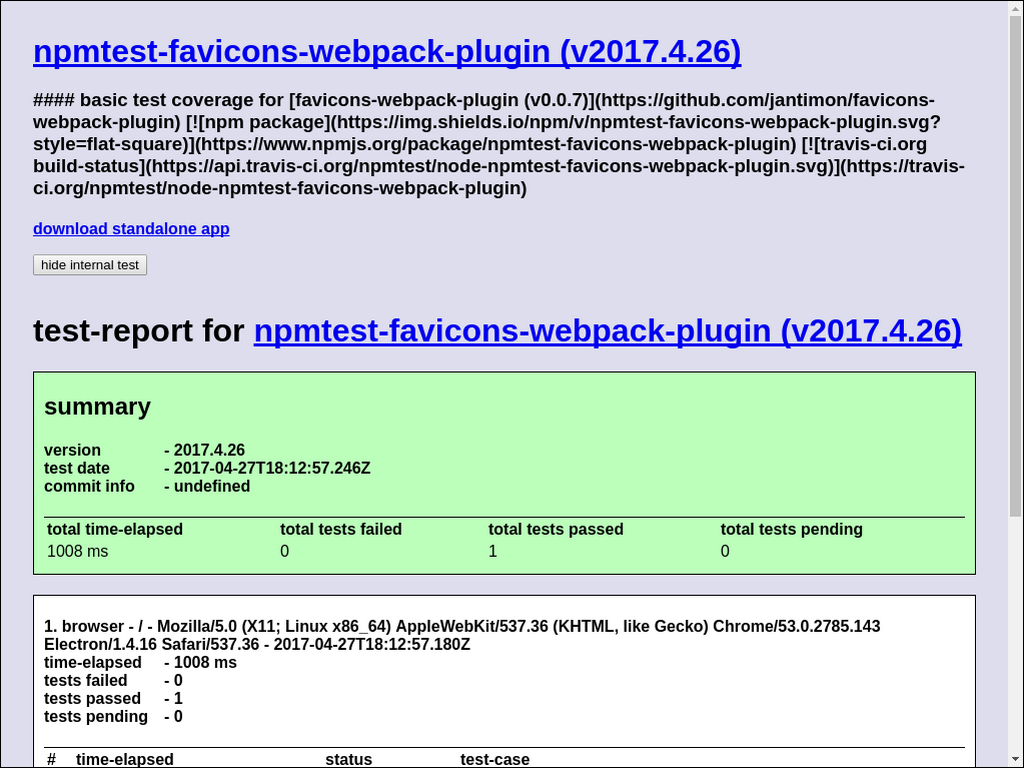 npmtest-favicons-webpack-plugin (v2017.4.26)
#### basic test coverage for [favicons-webpack-plugin (v0.0.7)](https://github.com/jantimon/favicons-
webpack-plugin) [![npm package](https://img.shields.io/npm/v/npmtest-favicons-webpack-plugin.svg?
style=flat-square)](https://www.npmjs.org/package/npmtest-favicons-webpack-plugin) [![travis-ci.org
build-status](https://api.travis-ci.org/npmtest/node-npmtest-favicons-webpack-plugin.svg)](https://travis-
ci.org/npmtest/node-npmtest-favicons-webpack-plugin)
download standalone app
hide internal test
test-report for npmtest-favicons-webpack-plugin (v2017.4.26)
summary
version - 2017.4.26
test date - 2017-04-27T18:12:57.246Z
commit info - undefined
total time-elapsed total tests failed total tests passed total tests pending
1008 ms 0 1 0
1. browser - / - Mozilla/5.0 (X11; Linux x86_64) AppleWebKit/537.36 (KHTML, like Gecko) Chrome/53.0.2785.143
Electron/1.4.16 Safari/537.36 - 2017-04-27T18:12:57.180Z
time-elapsed - 1008 ms
tests failed - 0
tests passed - 1
tests pending - 0
# time-elapsed status test-case